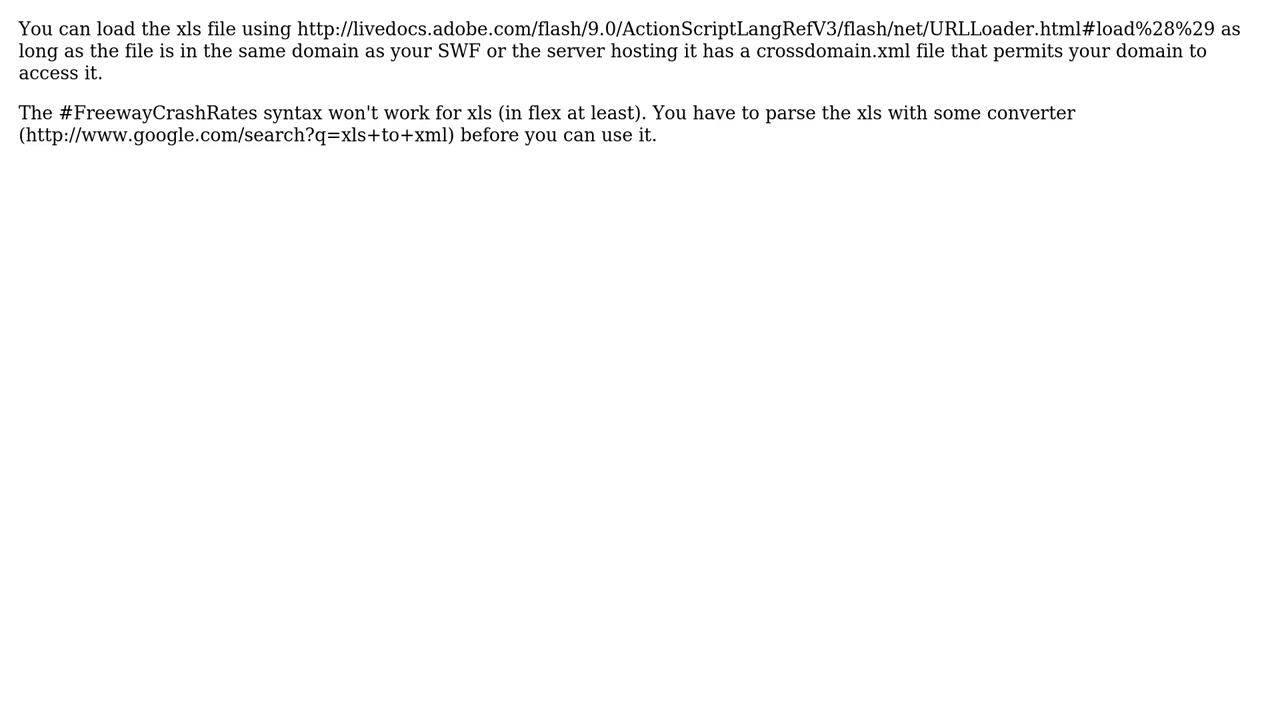 You can load the xls file using http://livedocs.adobe.com/flash/9.0/ActionScriptLangRefV3/flash/net/URLLoader.html#load%28%29 as
long as the file is in the same domain as your SWF or the server hosting it has a crossdomain.xml file that permits your domain to
access it.
The #FreewayCrashRates syntax won't work for xls (in flex at least). You have to parse the xls with some converter
(http://www.google.com/search?q=xls+to+xml) before you can use it.